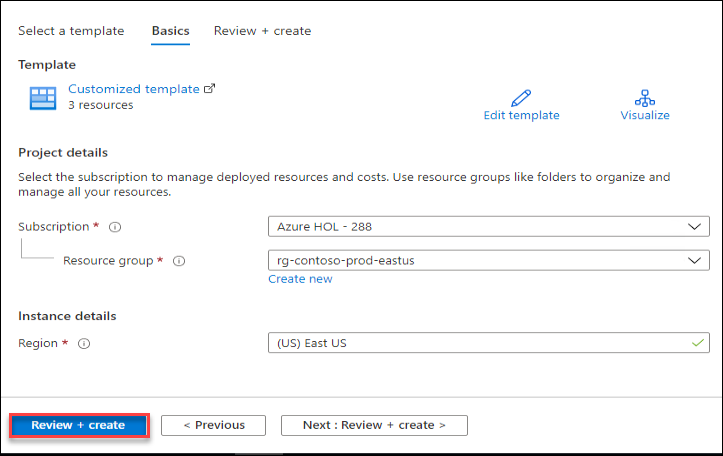 Select a template Basics Review + create
Template
Customized template
3 resources
Edit template Visualize
Project details
Select the subscription to manage deployed resources and costs. Use resource groups like folders to organize and
manage all your resources.
Subscription * Azure HOL - 288
Resource group * rg-contoso-prod-eastus
Create new
Instance details
Region * (US) East US
Review + create < Previous Next : Review + create >